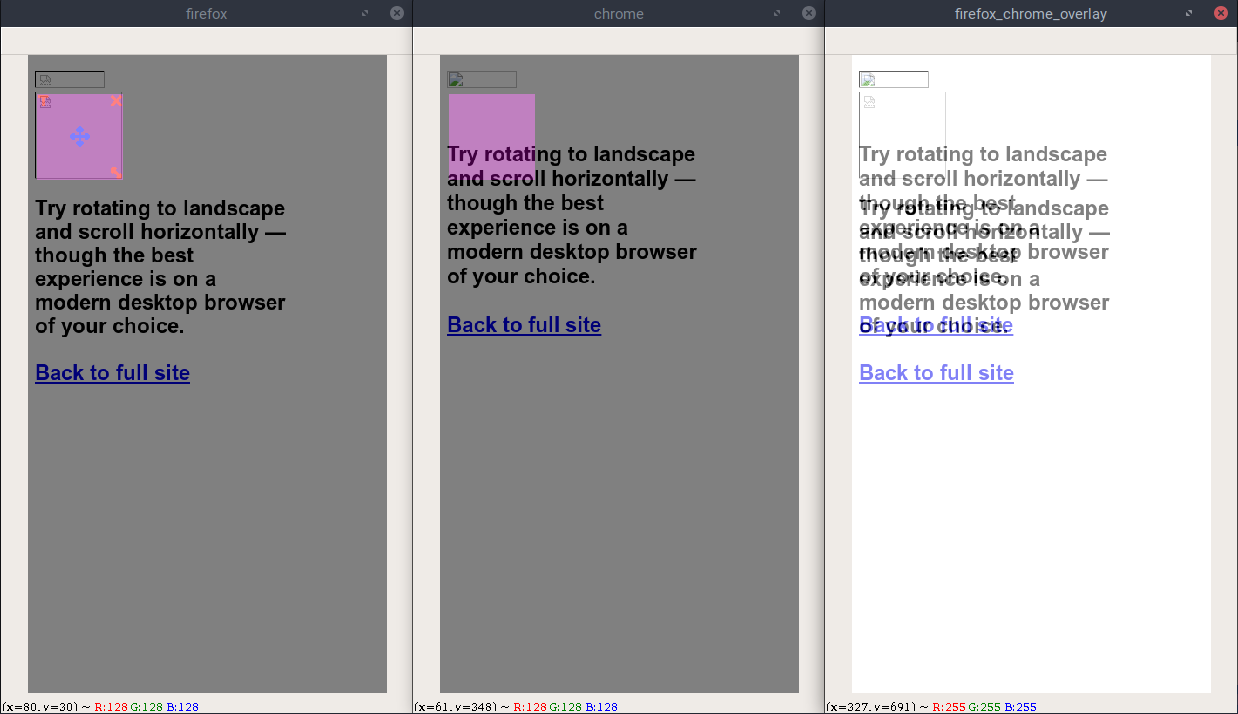 firefox
Try rotating to landscape
and scroll horizontally —
though the best
experience is on a
modern desktop browser
of your choice.
Back to full site
(x=80, y=30) ~ R:128 G:128 B:128
chrome
Try rotating to landscape
and scroll horizontally —
though the best
experience is on a
modern desktop browser
of your choice.
Back to full site
(x=61, y=348) ~ R:128 G:128 B:128
firefox_chrome_overlay
Try rotating to landscape
and scroll horizontally —
though the best
Try rotating to landscape
experience is on a
and scroll horizontally —
modern desktop browser
though the best
of your choice.
experience is on a
modern desktop browser
Back to full site
of your choice.
Back to full site
(x=327, y=691) ~ R:255 G:255 B:255